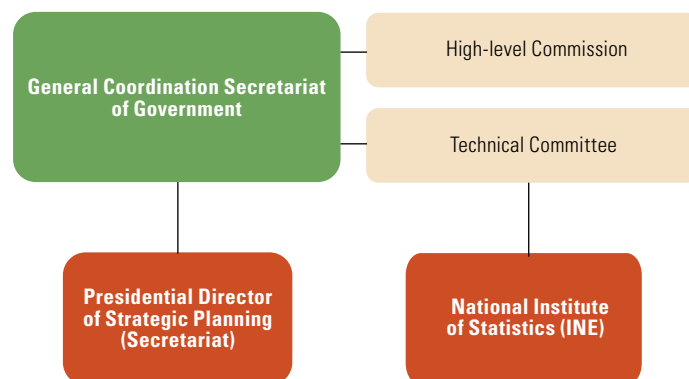 High-level Commission
General Coordination Secretariat
of Government
Technical Committee
Presidential Director
of Strategic Planning
(Secretariat)
National Institute
of Statistics (INE)